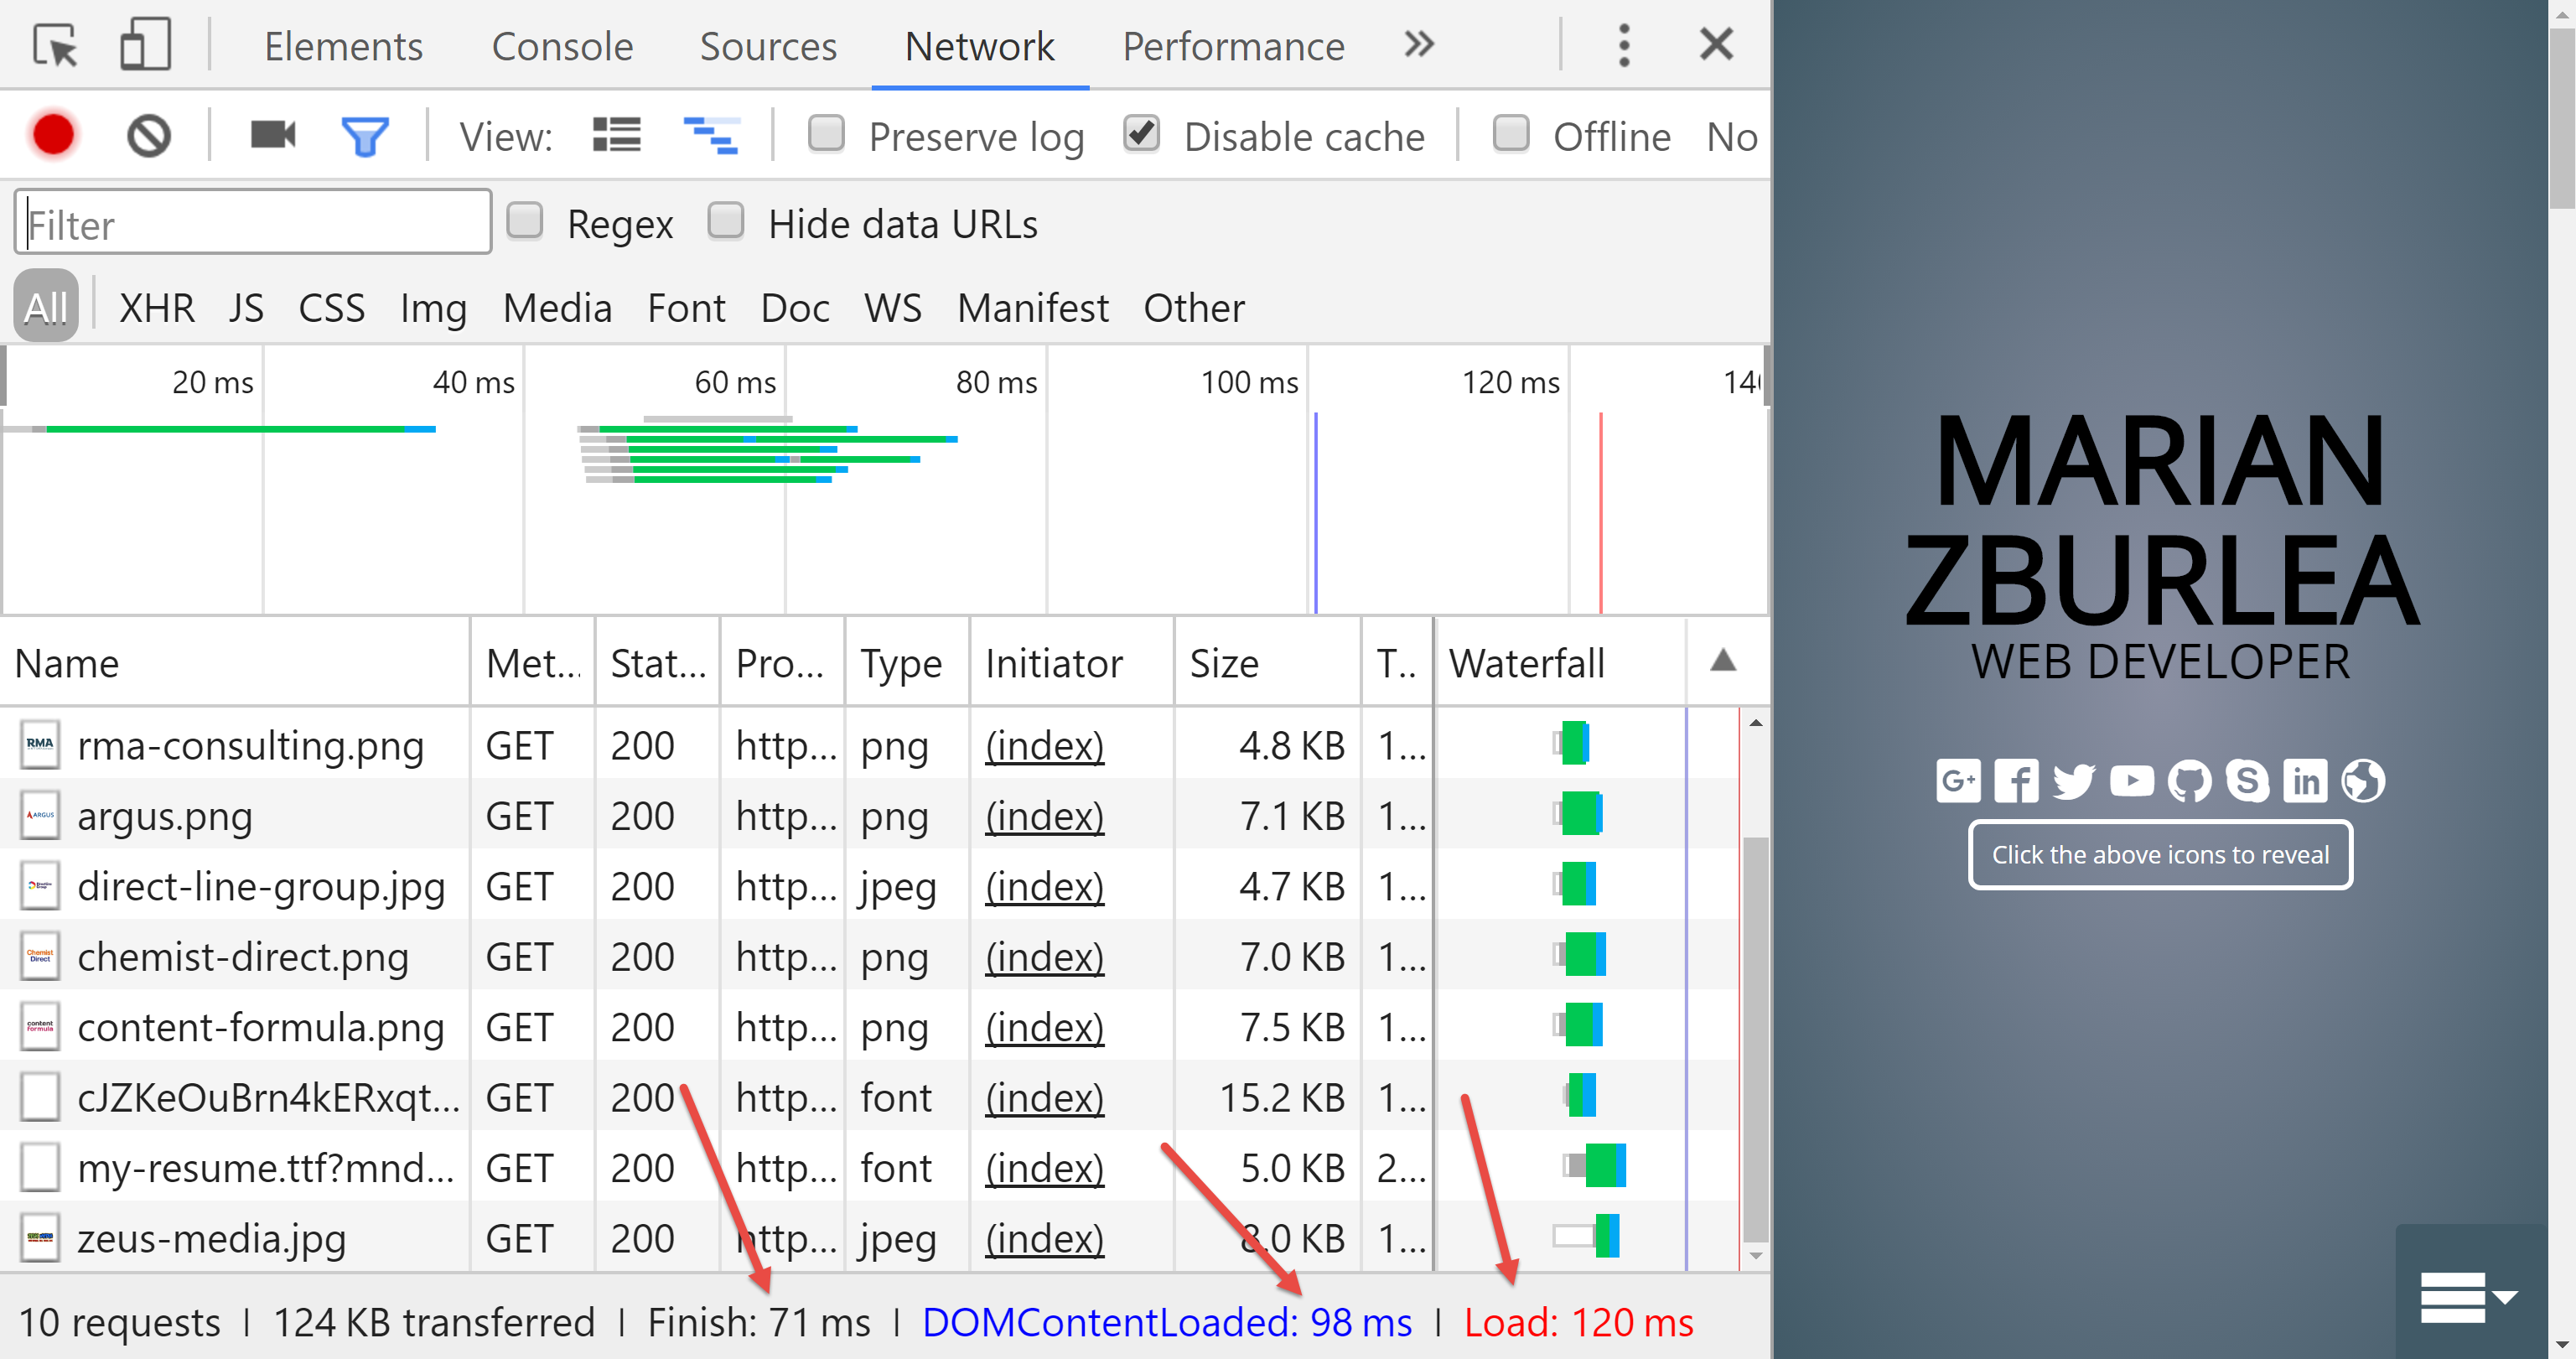 Elements Console Sources Network Performance
View: Preserve log Disable cache Offline No
Filter Regex Hide data URLs
All XHR JS CSS Img Media Font Doc WS Manifest Other
20 ms 40 ms 60 ms 80 ms 100 ms 120 ms
Name Met... Stat... Pro... Type Initiator Size T.. Waterfall
RMA rma-consulting.png GET 200 http... png (index) 4.8 KB 1...
ARGUS argus.png GET 200 http... png (index) 7.1 KB 1...
direct-line-group.jpg GET 200 http... jpeg (index) 4.7 KB 1...
Chemist Direct chemist-direct.png GET 200 http... png (index) 7.0 KB 1...
content formula content-formula.png GET 200 http... png (index) 7.5 KB 1...
cJZKeOuBrn4kERxqt... GET 200 http... font (index) 15.2 KB 1...
my-resume.ttf?mnd... GET 200 http... font (index) 5.0 KB 2...
zeus-media.jpg GET 200 http... jpeg (index) 8.0 KB 1...
10 requests | 124 KB transferred | Finish: 71 ms | DOMContentLoaded: 98 ms | Load: 120 ms
MARIAN
ZBURLEA
WEB DEVELOPER
G+ f S in
Click the above icons to reveal